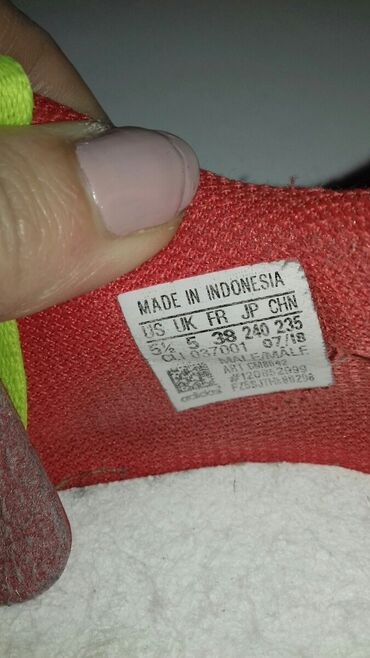 MADE IN INDONESIA
US UK FR JP CHN
5½ 5 38 240 235
CLU 037001 07/18
MALE/MALE
adidas